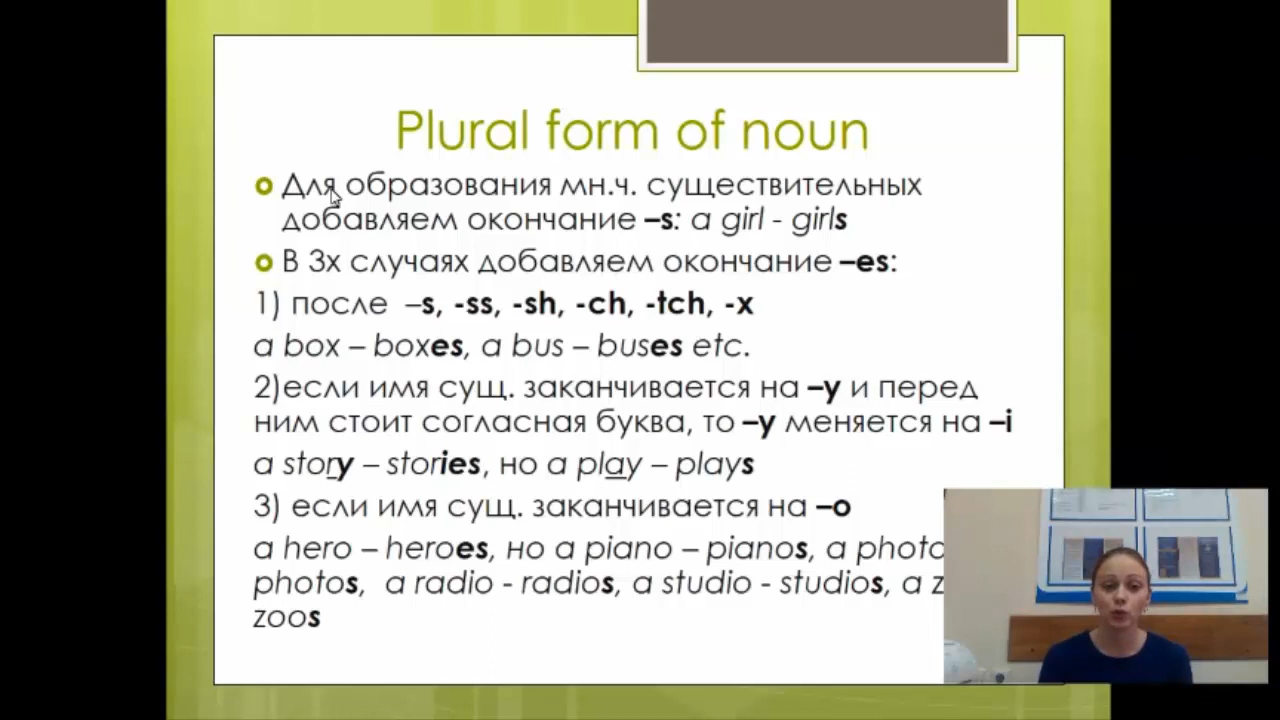 Plural form of noun
Для образования мн.ч. существительных
добавляем окончание –s: a girl - girls
В 3х случаях добавляем окончание –es:
1) после –s, -ss, -sh, -ch, -tch, -x
a box – boxes, a bus – buses etc.
2)если имя сущ. заканчивается на –y и перед
ним стоит согласная буква, то –y меняется на –i
a story – stories, но a play – plays
3) если имя сущ. заканчивается на –o
a hero – heroes, но a piano – pianos, a photo
photos, a radio - radios, a studio - studios, a z
zoos